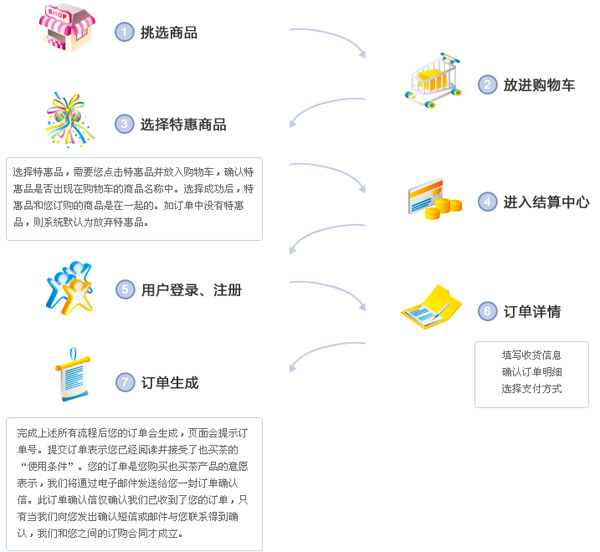 SHOP
1 挑选商品
2 放进购物车
3 选择特惠商品
选择特惠品，需要您点击特惠品并放入购物车，确认特
惠品是否出现在购物车的商品名称中。选择成功后，特
惠品和您订购的商品是在一起的。如订单中没有特惠
品，则系统默认为放弃特惠品。
4 进入结算中心
5 用户登录、注册
6 订单详情
填写收货信息
确认订单明细
选择支付方式
7 订单生成
完成上述所有流程后您的订单会生成，页面会提示订
单号。提交订单表示您已经阅读并接受了也买茶的
“使用条件”。您的订单是您购买也买茶产品的意愿
表示，我们将通过电子邮件发送给您一封订单确认
信。此订单确认信仅确认我们已收到了您的订单，只
有当我们向您发出确认短信或邮件与您联系得到确
认，我们和您之间的订购合同才成立。